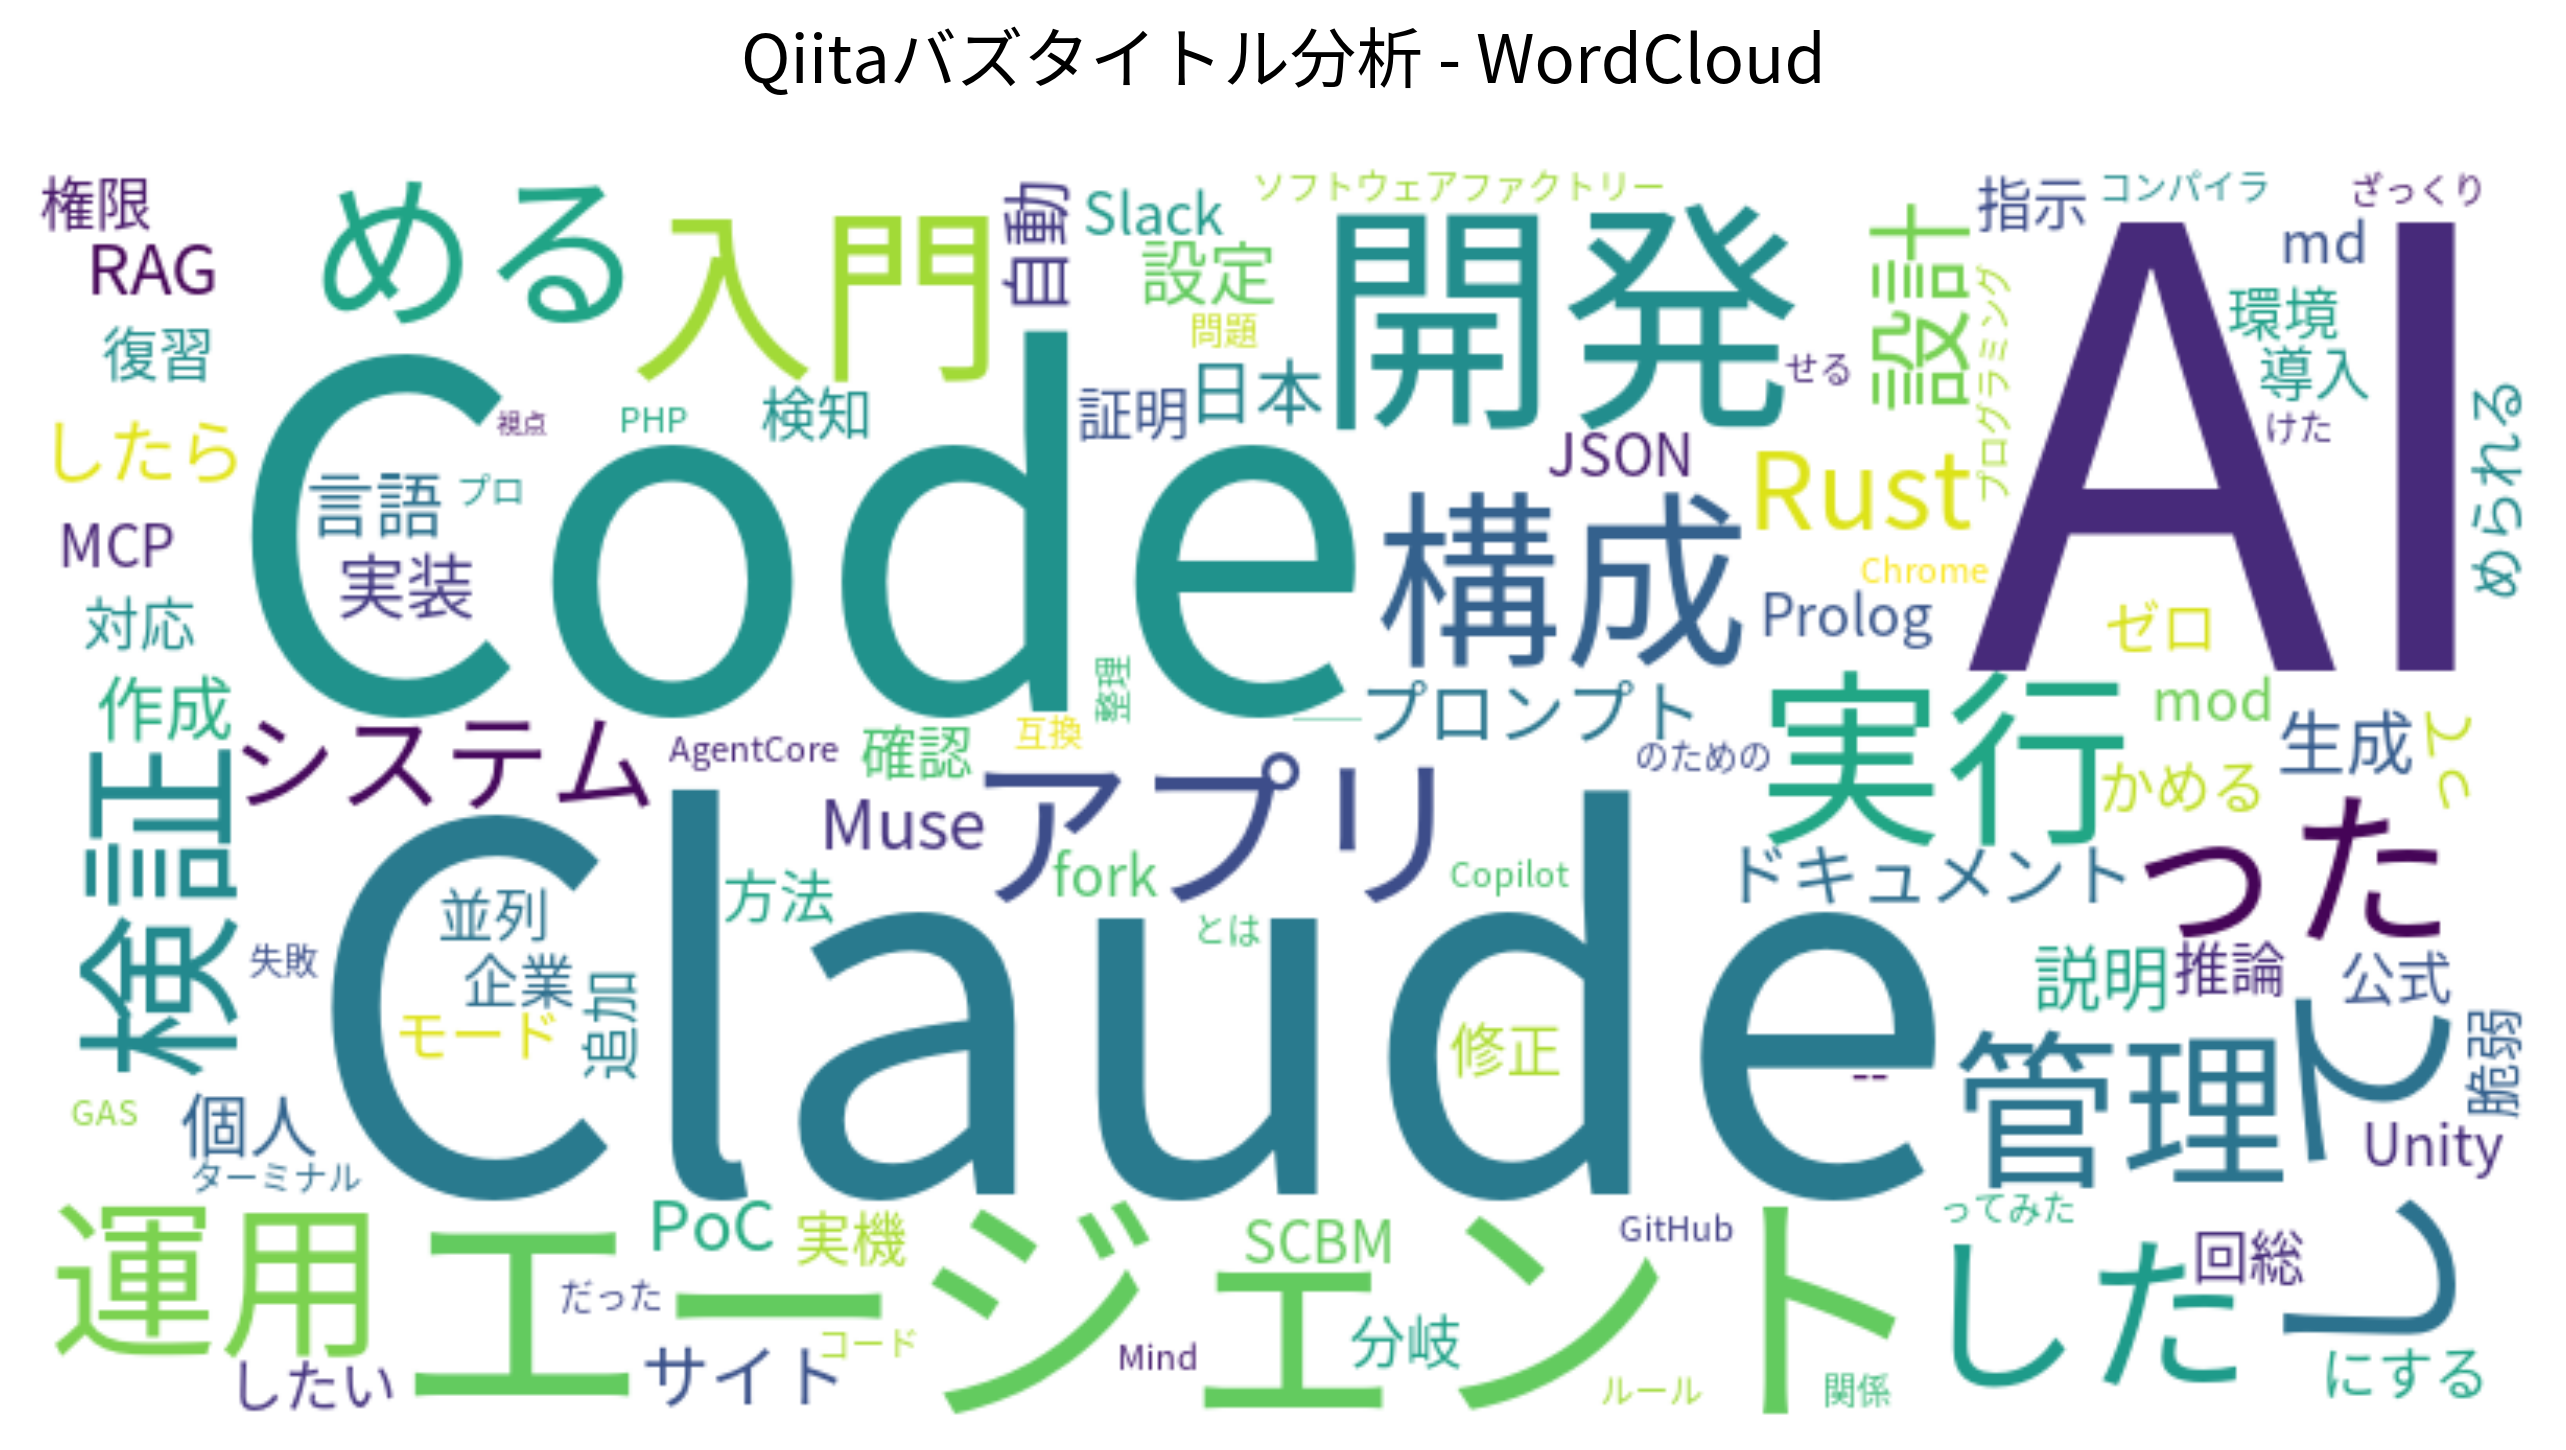 Qiitaバズタイトル分析 - WordCloud
権限
める
入門
自動
Slack
ソフトウェアファクトリー
開発
設計
指示
コンパイラ
ざっくり
AI
md
RAG
設定
問題
プログラミング
環境
復習
検知
証明
日本
せる
導入
けた
められる
したら
視点
PHP
Code
JSON
Rust
言語
プロ
MCP
実装
構成
Chrome
Prolog
ゼロ
対応
作成
整理
プロンプト
実行
mod
生成
って
システム
AgentCore
確認
互換
のための
かめる
検証
Muse
アプリ
った
Claude
方法
fork
Copilot
ドキュメント
並列
とは
失敗
企業
追加
説明
推論
公式
モード
修正
--
管理
脆弱
GAS
個人
Unity
ターミナル
って
運用
エージェント
PoC
実機
SCBM
GitHub
ってみた
した
回総
だった
コード
分岐
したい
サイト
Mind
ルール
関係
にする